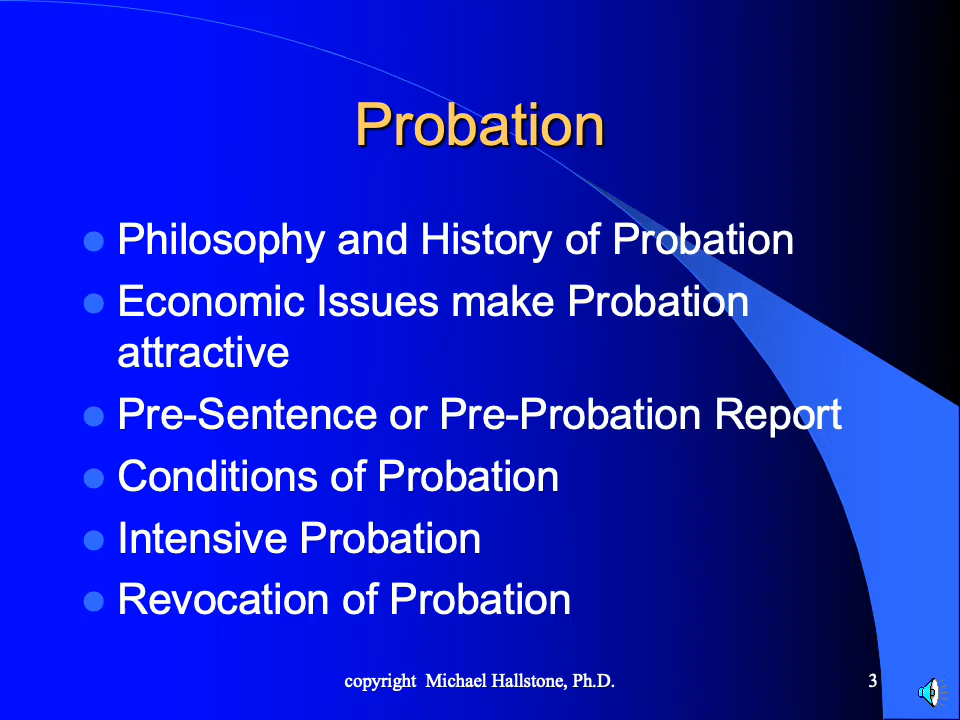 Probation
Philosophy and History of Probation
Economic Issues make Probation
attractive
Pre-Sentence or Pre-Probation Report
Conditions of Probation
Intensive Probation
Revocation of Probation
copyright Michael Hallstone, Ph.D.
3